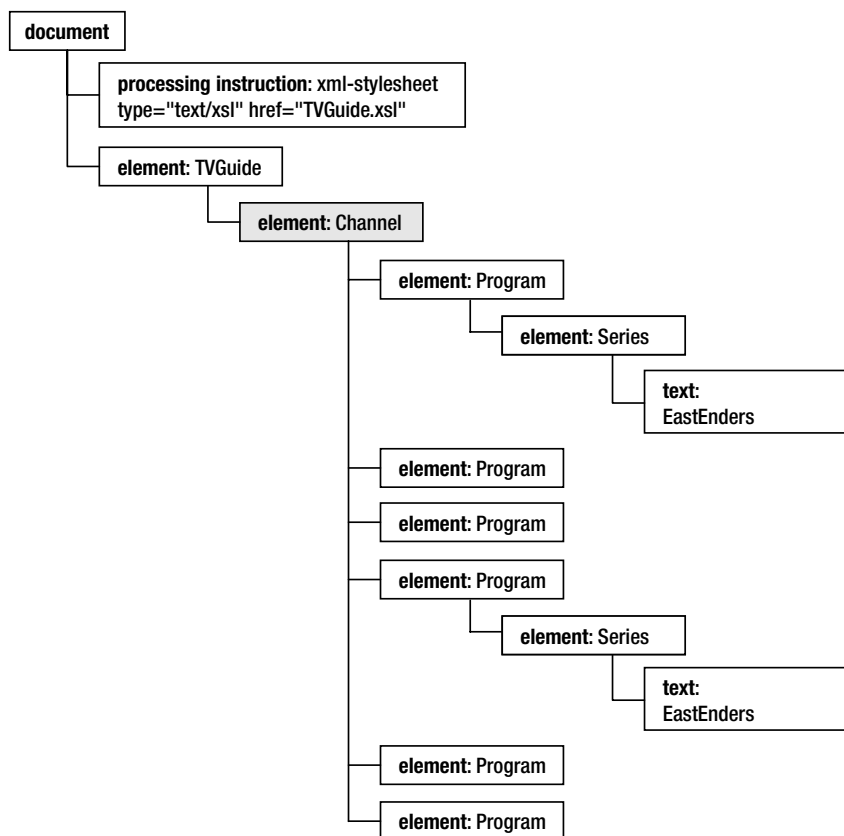 document
processing instruction: xml-stylesheet
type="text/xsl" href="TVGuide.xsl"
element: TVGuide
element: Channel
element: Program
element: Series
text:
EastEnders
element: Program
element: Program
element: Program
element: Series
text:
EastEnders
element: Program
element: Program